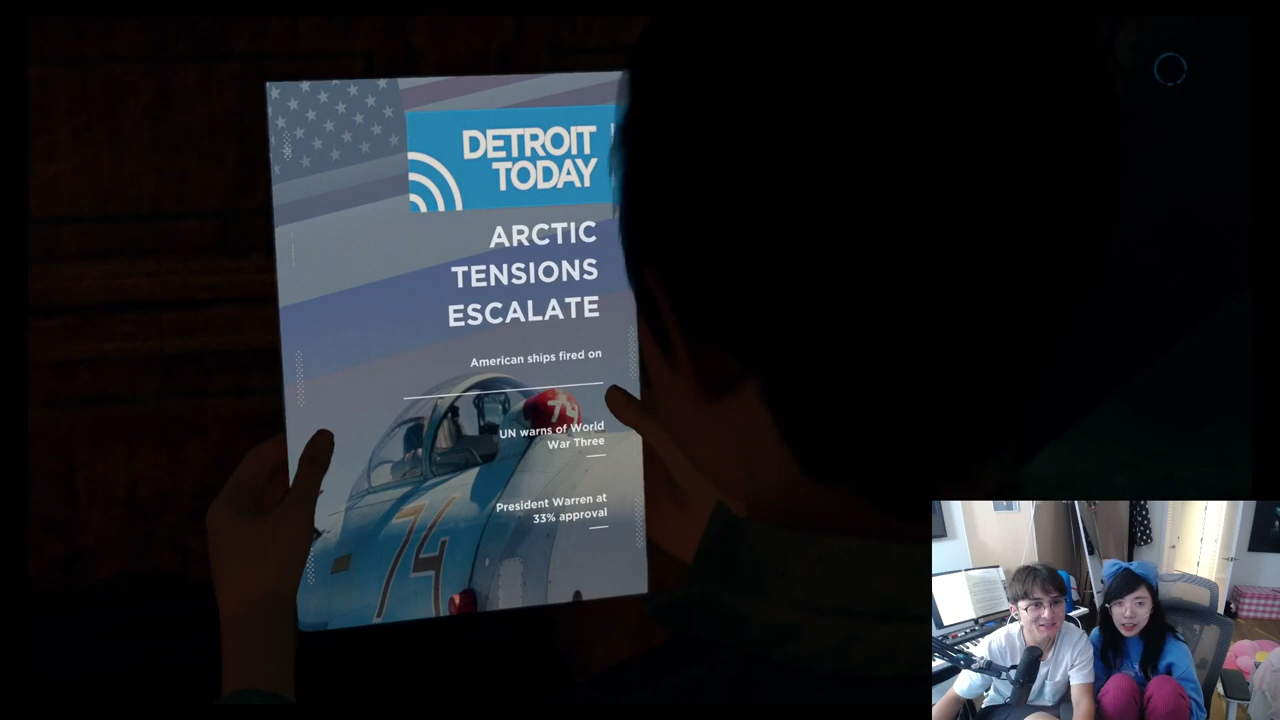 DETROIT
TODAY
ARCTIC
TENSIONS
ESCALATE
American ships fired on
74
UN warns of World
War Three
President Warren at
33% approval
74